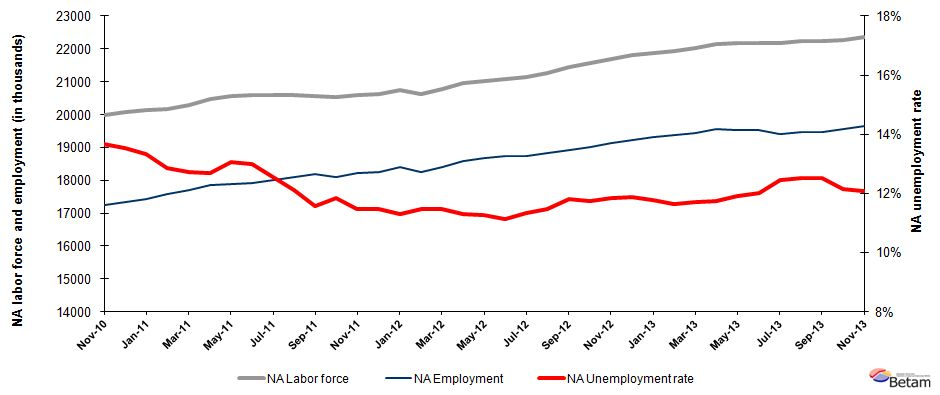 23000
22000
21000
20000
19000
18000
17000
16000
15000
14000
18%
16%
14%
12%
10%
8%
NA labor force and employment (in thousands)
NA unemployment rate
Nov-10
Jan-11
Mar-11
May-11
Jul-11
Sep-11
Nov-11
Jan-12
Mar-12
May-12
Jul-12
Sep-12
Nov-12
Jan-13
Mar-13
May-13
Jul-13
Sep-13
Nov-13
NA Labor force
NA Employment
NA Unemployment rate
Betam